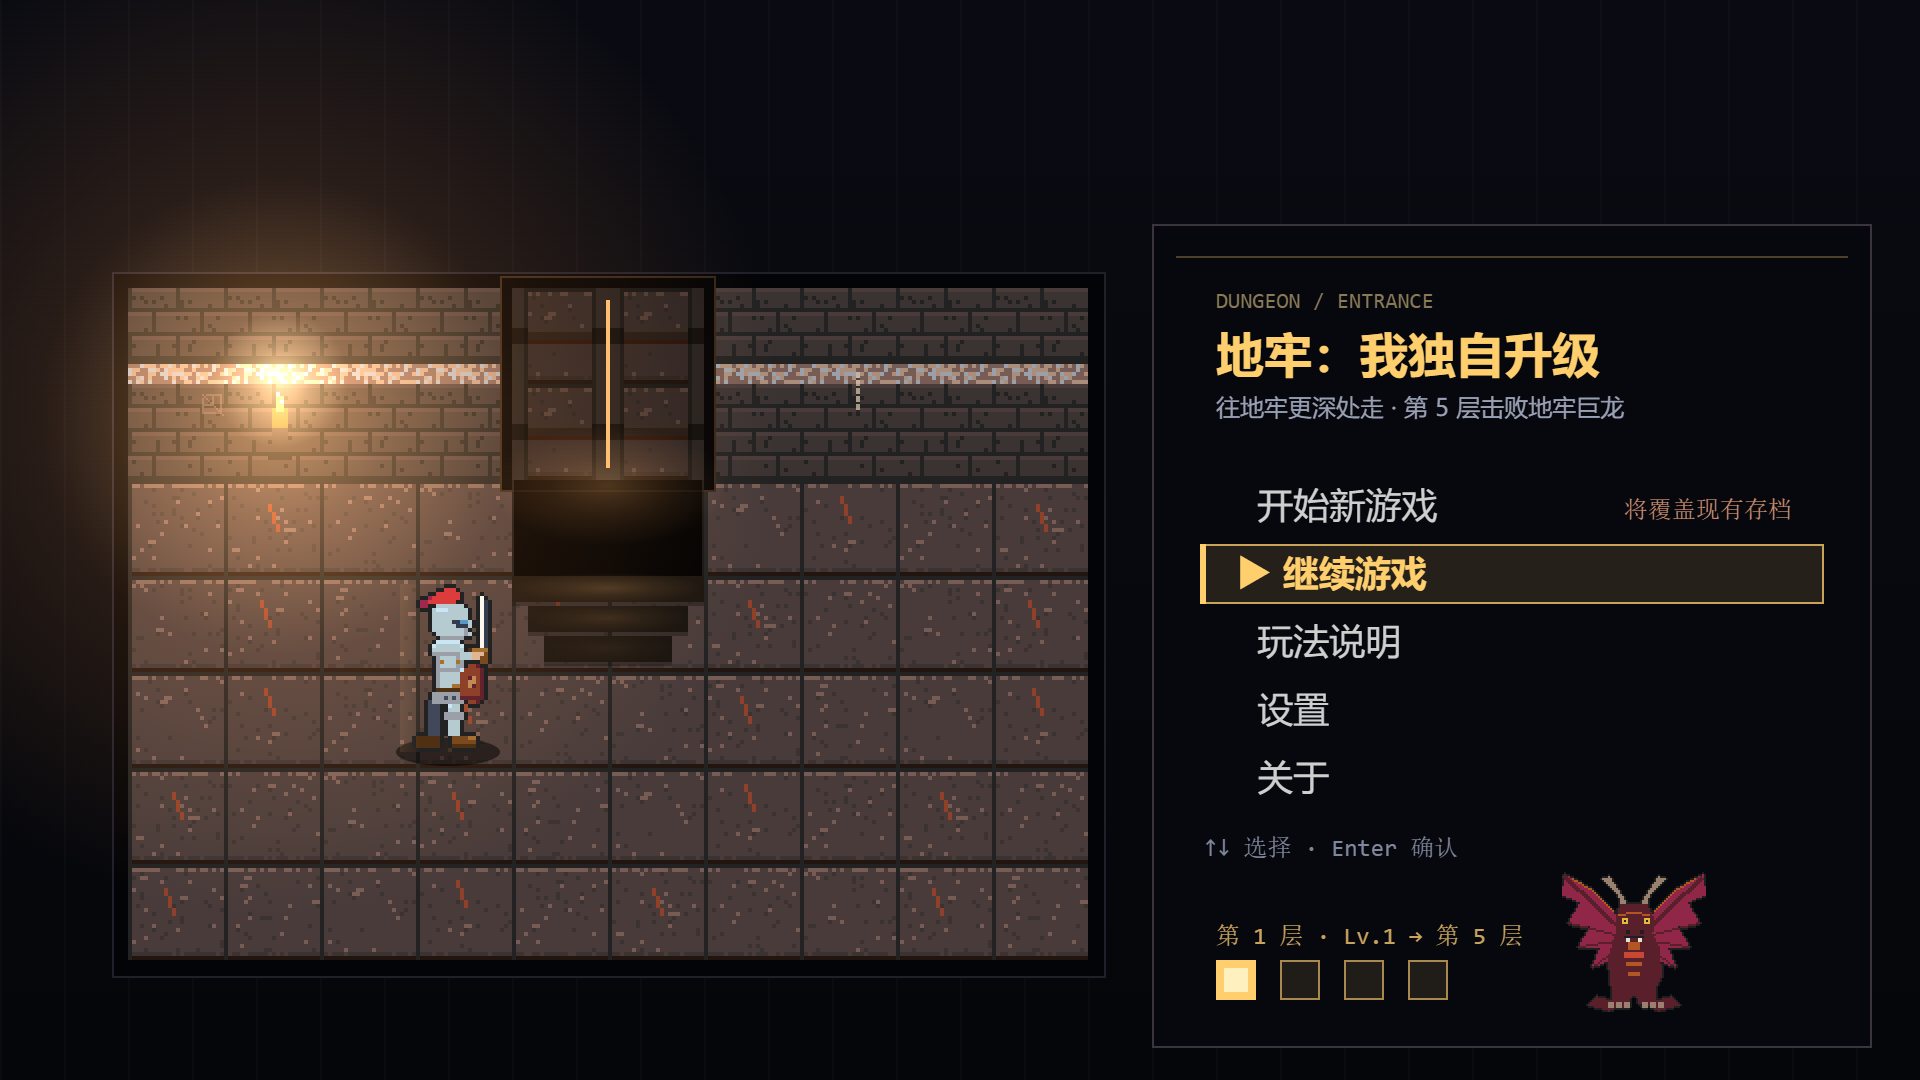 DUNGEON / ENTRANCE
地牢：我独自升级
往地牢更深处走 · 第 5 层击败地牢巨龙
开始新游戏 将覆盖现有存档
▶ 继续游戏
玩法说明
设置
关于
↑↓ 选择 · Enter 确认
第 1 层 · Lv.1 → 第 5 层